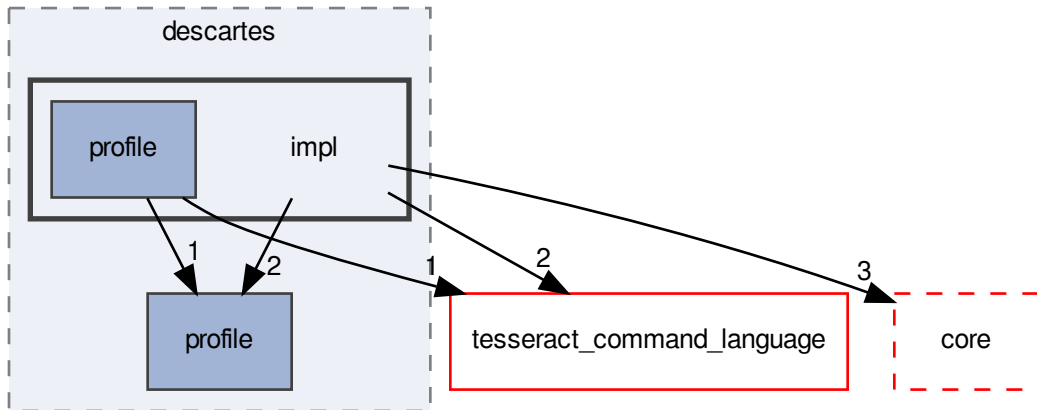 descartes
profile
impl
1
2
1
2
3
profile
tesseract_command_language
core